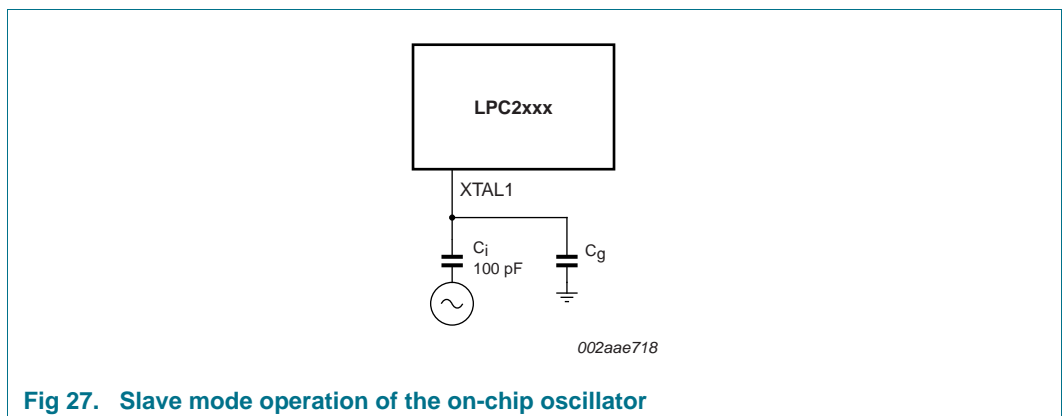 LPC2xxx
XTAL1
Ci
100 pF
Cg
002aae718
Fig 27. Slave mode operation of the on-chip oscillator